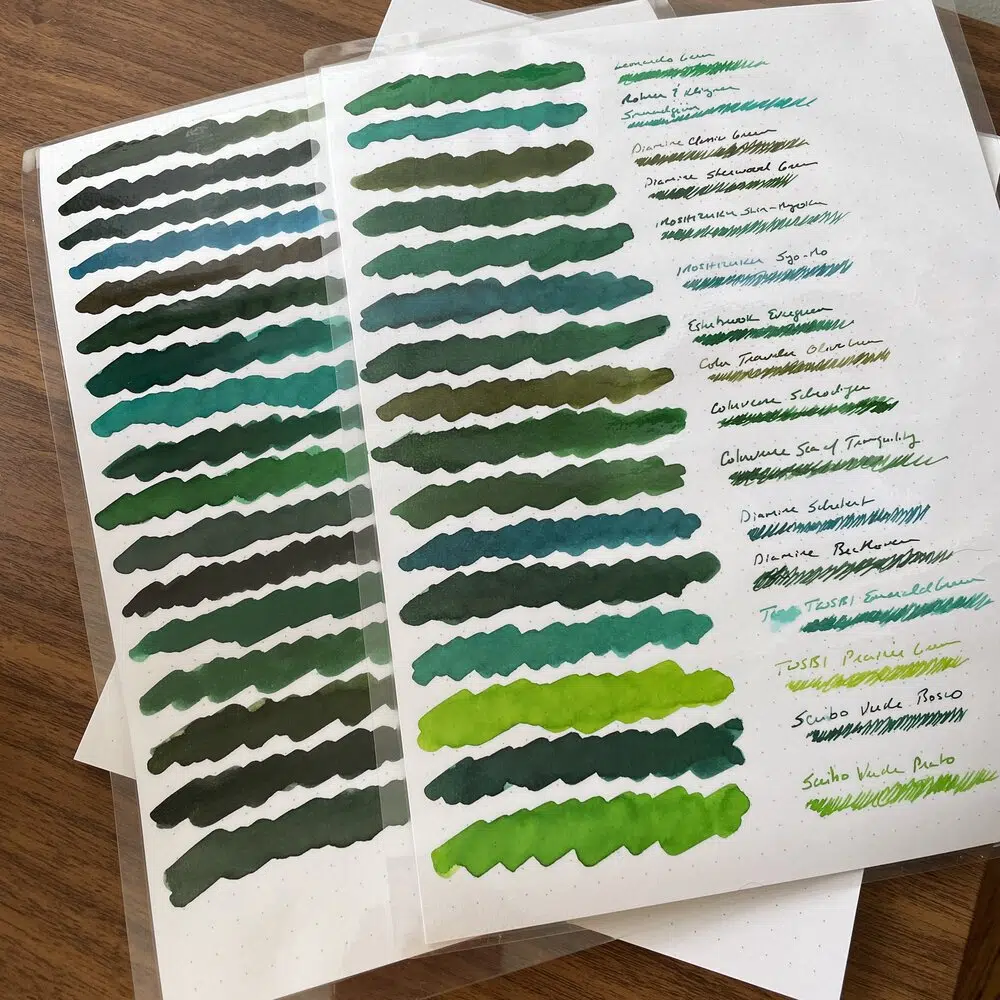 Leonardo Green
Rohrer & Klingner
Smaragdgrün
Diamine Classic Green
Diamine Sherwood Green
IROSHIZUKU Shin-Ryoku
IROSHIZUKU Syo-Ro
Esterbrook Evergreen
Color Traveler Olive Green
Colorverse Schrodinger
Colorverse Sea of Tranquility
Diamine Schubert
Diamine Beethoven
TWSBI Emerald Green
TWSBI Prairie Green
Scribo Verde Bosco
Scribo Verde Prato